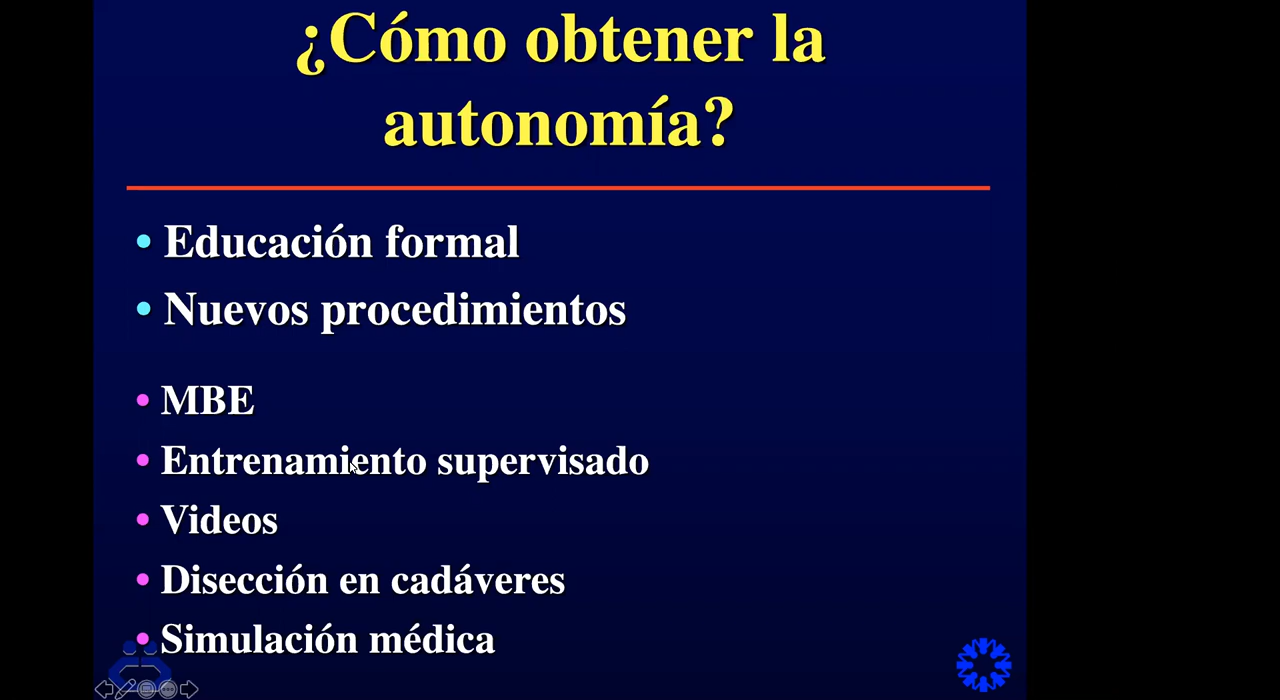 ¿Cómo obtener la
autonomía?
• Educación formal
• Nuevos procedimientos
• MBE
• Entrenamiento supervisado
• Videos
• Disección en cadáveres
• Simulación médica